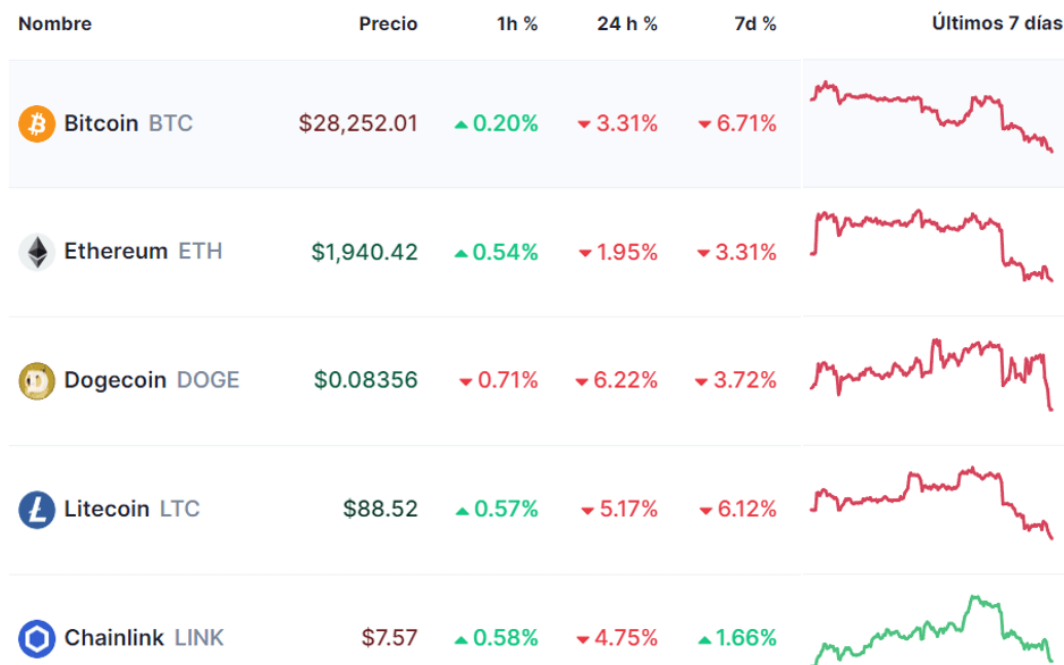 Nombre Precio 1h % 24 h % 7d % Últimos 7 días
Bitcoin BTC $28,252.01 ▲0.20% ▼3.31% ▼6.71%
Ethereum ETH $1,940.42 ▲0.54% ▼1.95% ▼3.31%
Dogecoin DOGE $0.08356 ▼0.71% ▼6.22% ▼3.72%
Litecoin LTC $88.52 ▲0.57% ▼5.17% ▼6.12%
Chainlink LINK $7.57 ▲0.58% ▼4.75% ▲1.66%